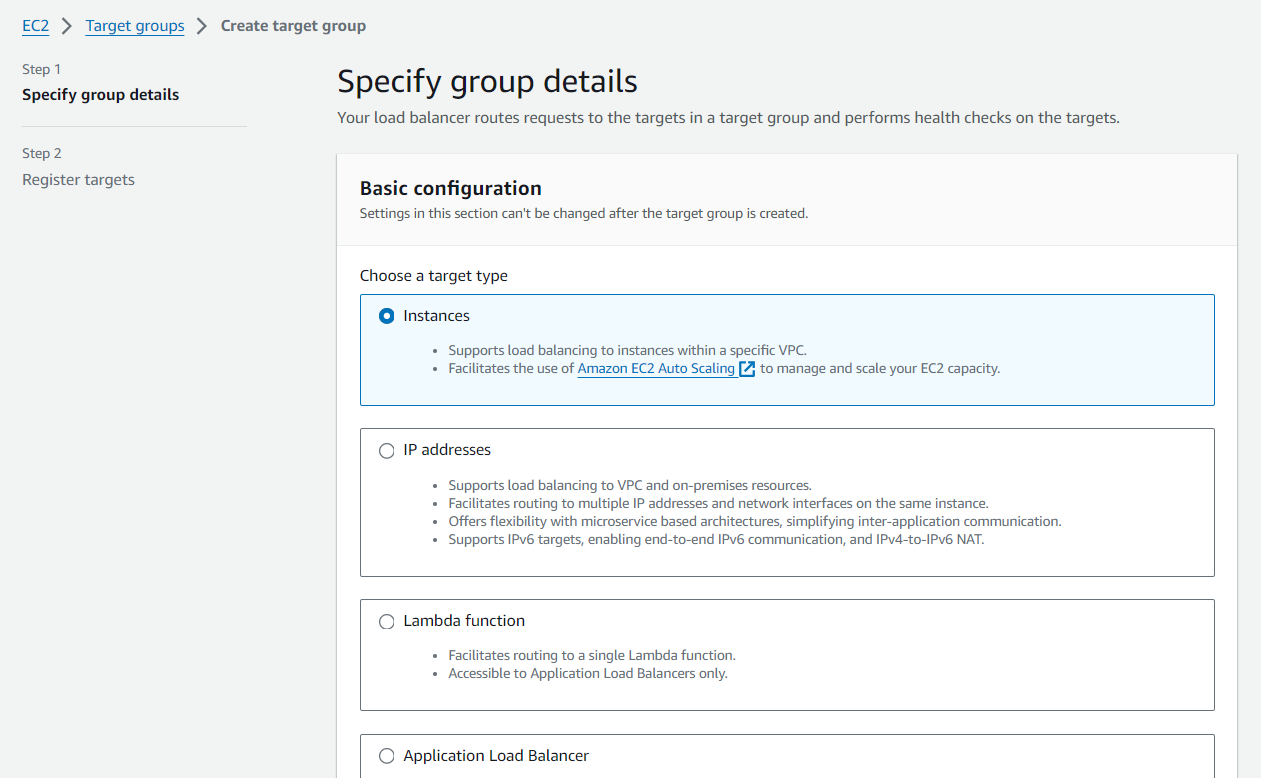 EC2 > Target groups > Create target group
Step 1
Specify group details
Step 2
Register targets
Specify group details
Your load balancer routes requests to the targets in a target group and performs health checks on the targets.
Basic configuration
Settings in this section can't be changed after the target group is created.
Choose a target type
Instances
• Supports load balancing to instances within a specific VPC.
• Facilitates the use of Amazon EC2 Auto Scaling to manage and scale your EC2 capacity.
IP addresses
• Supports load balancing to VPC and on-premises resources.
• Facilitates routing to multiple IP addresses and network interfaces on the same instance.
• Offers flexibility with microservice based architectures, simplifying inter-application communication.
• Supports IPv6 targets, enabling end-to-end IPv6 communication, and IPv4-to-IPv6 NAT.
Lambda function
• Facilitates routing to a single Lambda function.
• Accessible to Application Load Balancers only.
Application Load Balancer